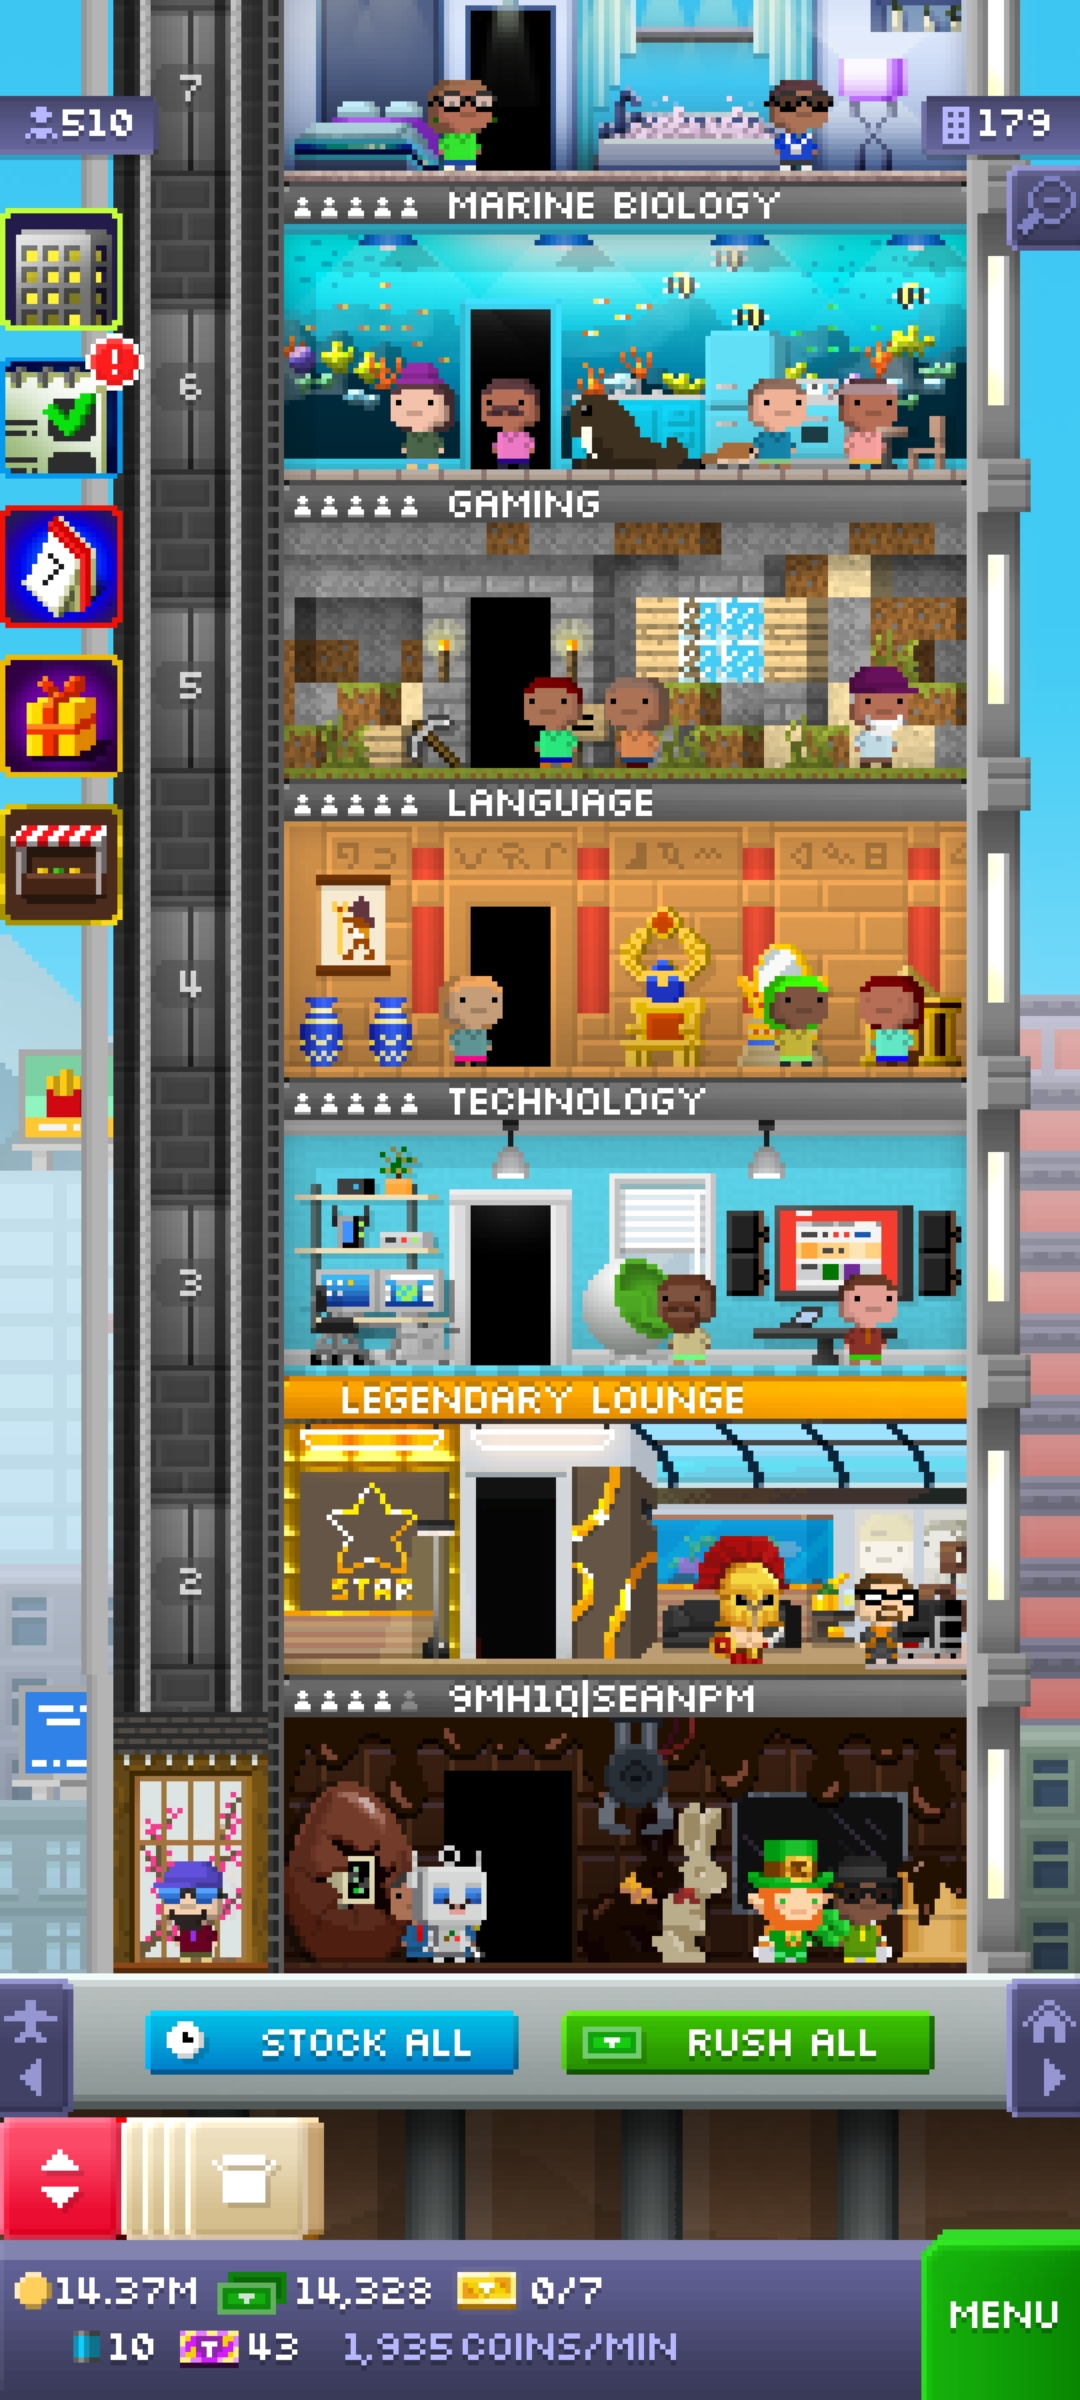 7
510
179
MARINE BIOLOGY
6
GAMING
5
LANGUAGE
4
TECHNOLOGY
3
LEGENDARY LOUNGE
STAR
2
9MH1Q|SEANPM
STOCK ALL
RUSH ALL
14.37M 14,328 0/7
10 43 1,935 COINS/MIN
MENU